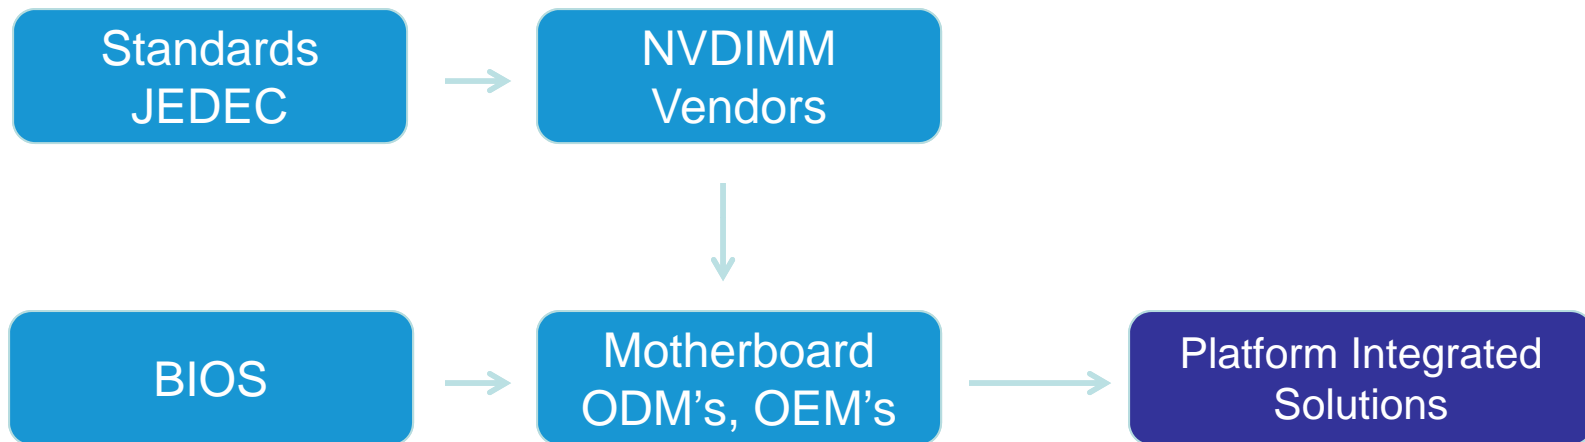 Standards
JEDEC
NVDIMM
Vendors
BIOS
Motherboard
ODM's, OEM's
Platform Integrated
Solutions